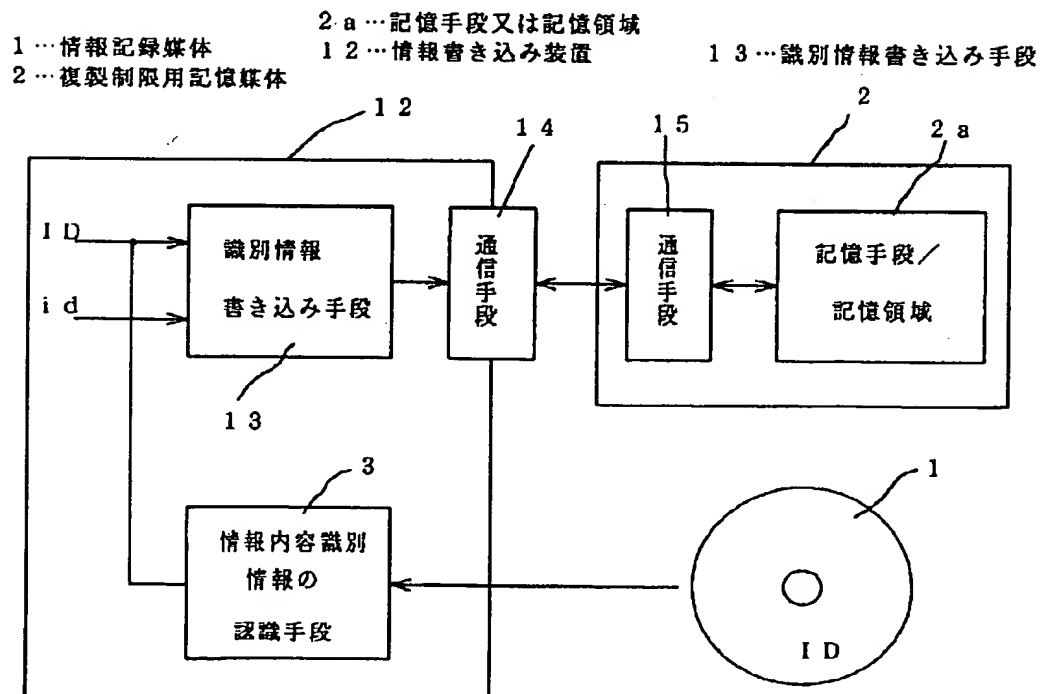 1…情報記録媒体
2…複製制限用記憶媒体
2a…記憶手段又は記憶領域
12…情報書き込み装置
13…識別情報書き込み手段
12
14
15
2
2a
ID
id
識別情報
書き込み手段
通信手段
通信手段
記憶手段/
記憶領域
13
3
1
情報内容識別
情報の
認識手段
ID